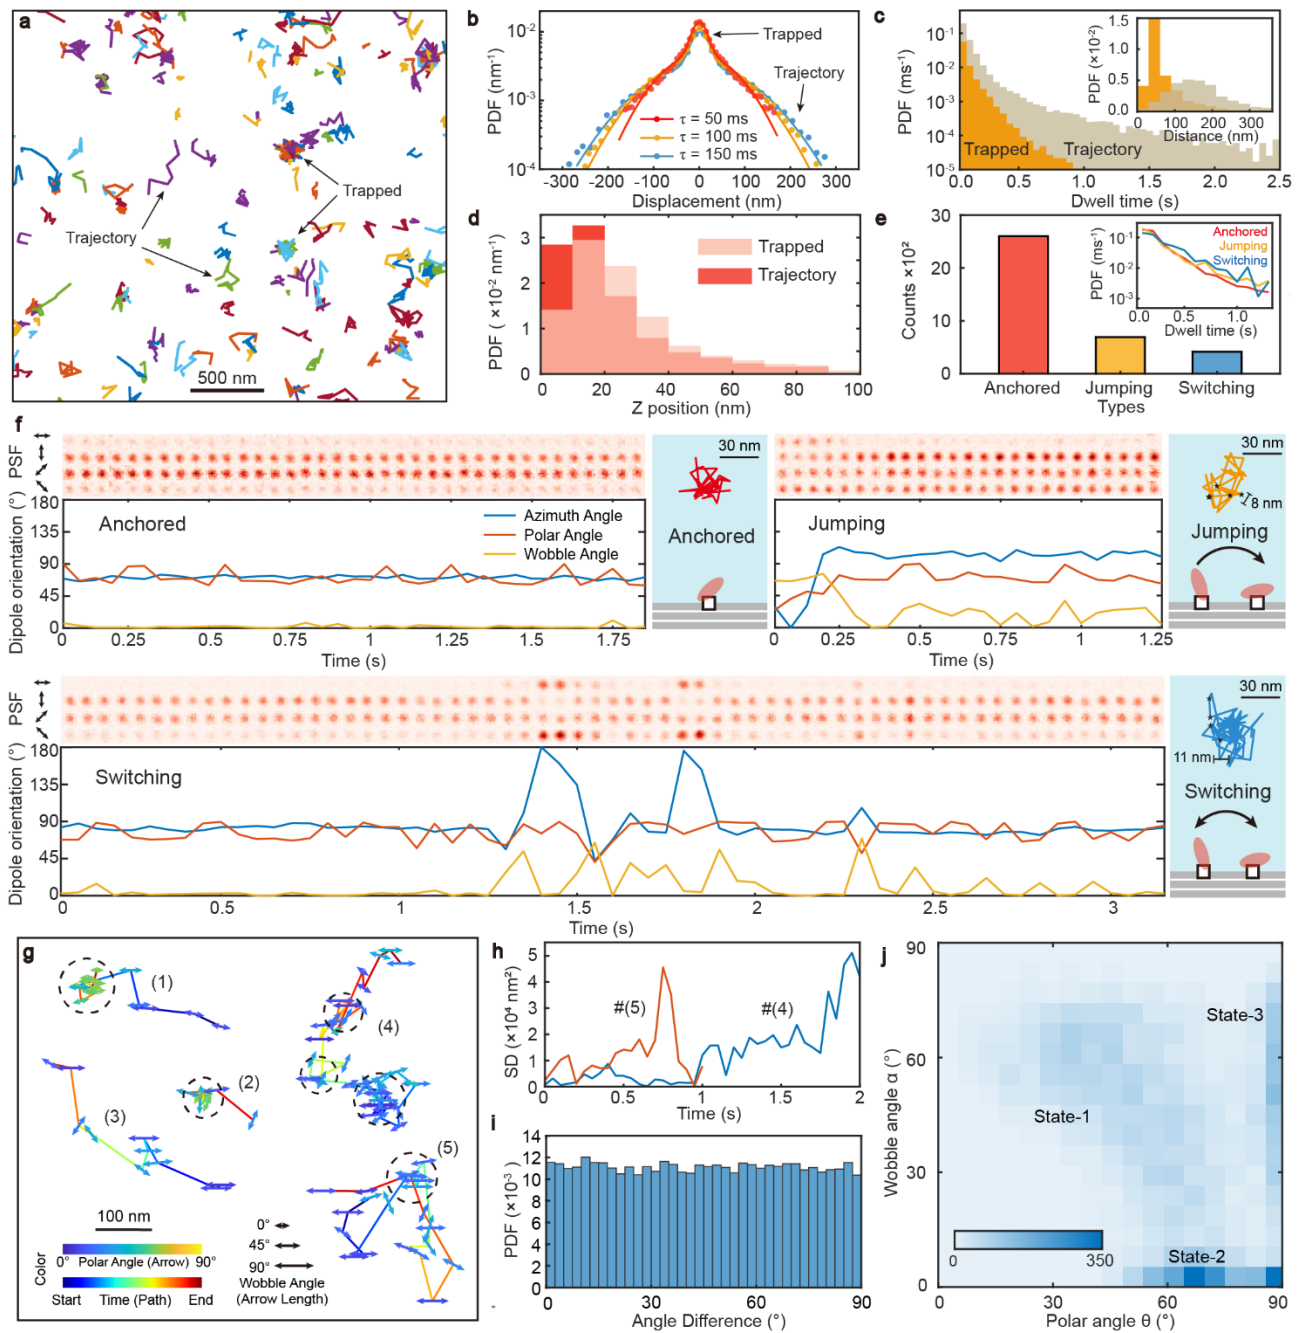 a
Trajectory
Trapped
500 nm
b
PDF (nm⁻¹)
10⁻²
10⁻³
10⁻⁴
Trapped
Trajectory
τ = 50 ms
τ = 100 ms
τ = 150 ms
-300 -200 -100 0 100 200 300
Displacement (nm)
c
PDF (ms⁻¹)
10⁻¹
10⁻²
10⁻³
10⁻⁴
10⁻⁵
Trapped Trajectory
0.0 0.5 1.0 1.5 2.0 2.5
Dwell time (s)
PDF (×10⁻²)
1.5
1.0
0.5
0.0
0 100 200 300
Distance (nm)
d
PDF ( ×10⁻² nm⁻¹)
3
2
1
0
Trapped
Trajectory
0 20 40 60 80 100
Z position (nm)
e
Counts ×10²
30
20
10
0
Anchored Jumping Switching
Types
PDF (ms⁻¹)
10⁻¹
10⁻²
10⁻³
Anchored
Jumping
Switching
0.5 1.0
Dwell time (s)
f
PSF
Dipole orientation (°)
180
135
90
45
0
Anchored
Azimuth Angle
Polar Angle
Wobble Angle
0 0.25 0.5 0.75 1 1.25 1.5 1.75
Time (s)
30 nm
Anchored
Jumping
0 0.25 0.5 0.75 1 1.25
Time (s)
30 nm
8 nm
Jumping
PSF
Dipole orientation (°)
180
135
90
45
0
Switching
0 0.5 1 1.5 2 2.5 3
Time (s)
30 nm
11 nm
Switching
g
(1)
(2)
(3)
(4)
(5)
100 nm
Color
0° Polar Angle (Arrow) 90°
Start Time (Path) End
0°
45°
90°
Wobble Angle
(Arrow Length)
h
SD (×10⁴ nm²)
5
4
3
2
1
0
#(5)
#(4)
0 0.5 1 1.5 2
Time (s)
i
PDF (×10⁻³)
14
12
10
8
6
4
2
0
0 30 60 90
Angle Difference (°)
j
Wobble angle α (°)
90
60
30
0
State-3
State-1
State-2
0 350
0 30 60 90
Polar angle θ (°)